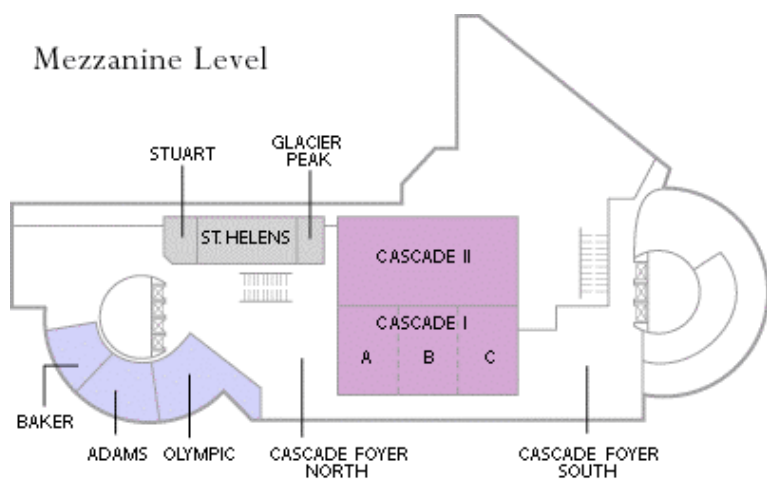 Mezzanine Level
STUART
GLACIER
PEAK
ST. HELENS
CASCADE II
CASCADE I
A B C
BAKER
ADAMS
OLYMPIC
CASCADE FOYER
NORTH
CASCADE FOYER
SOUTH